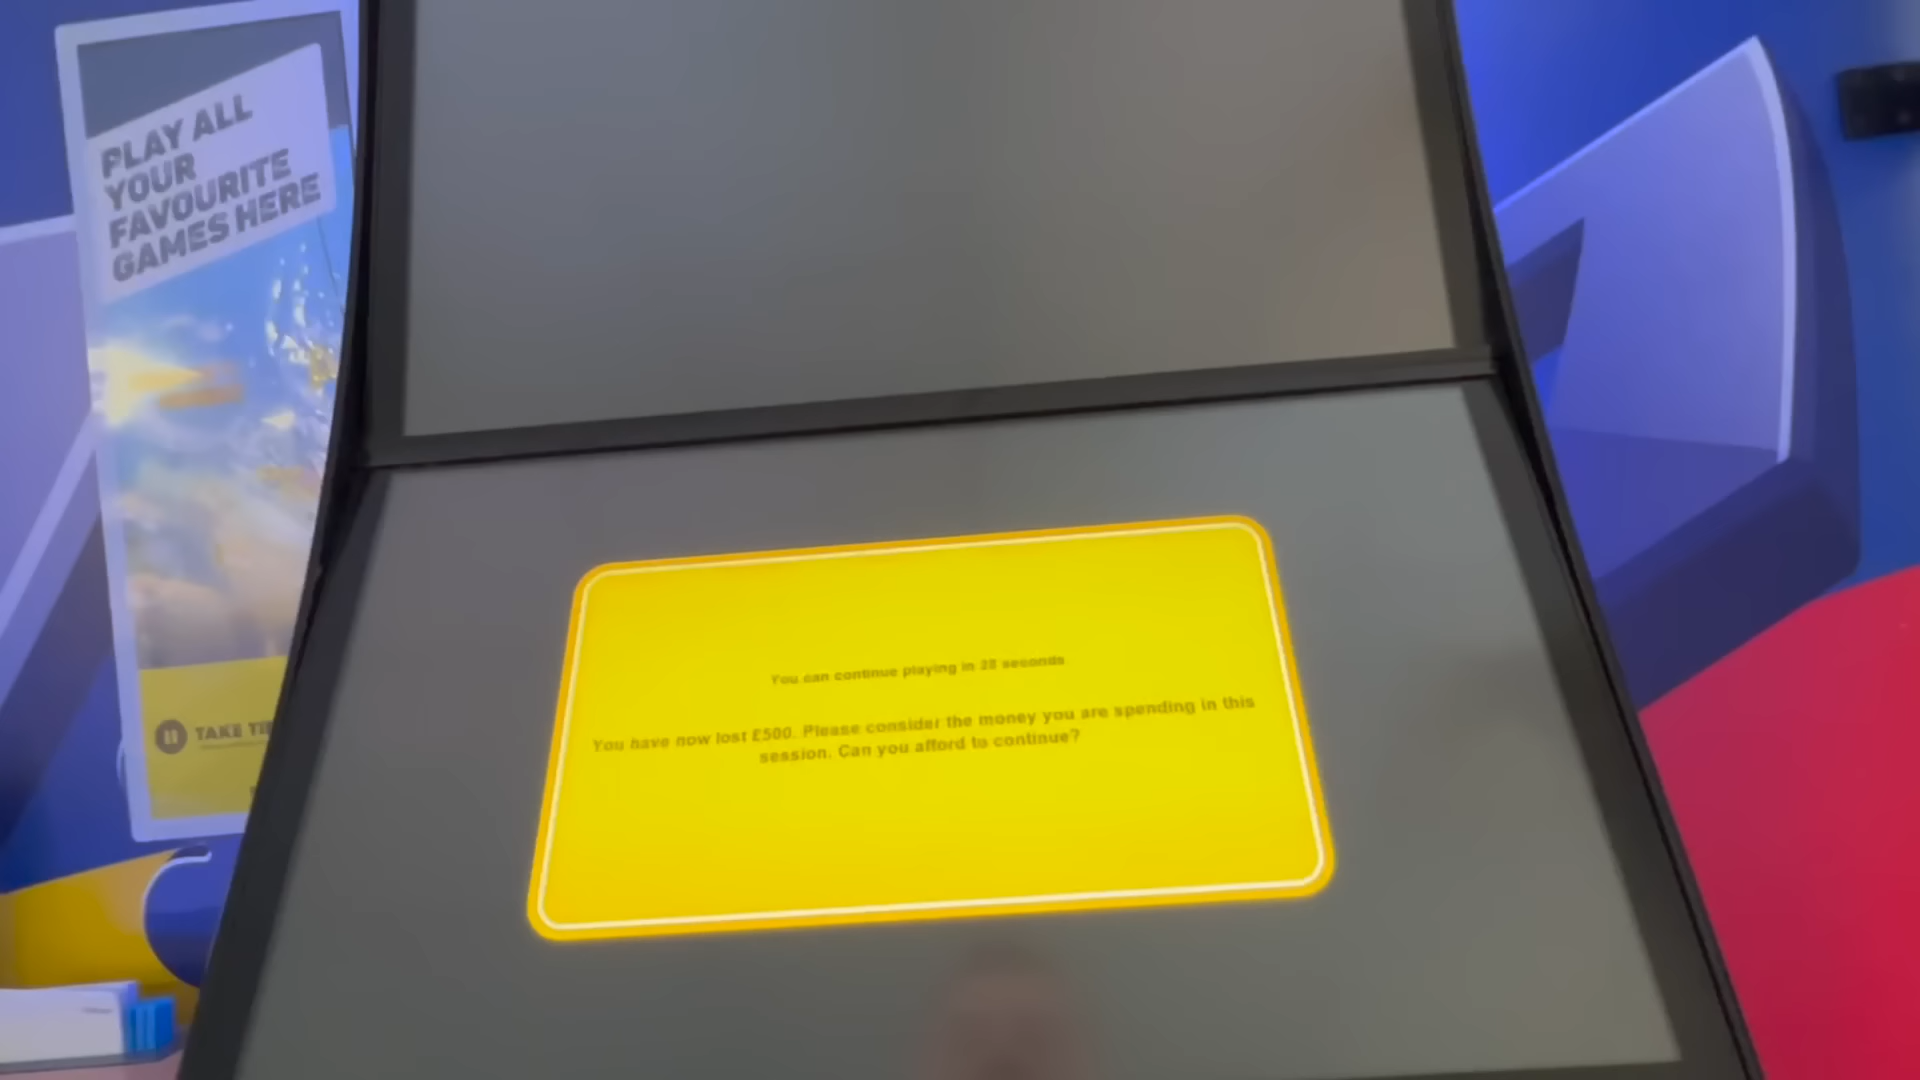 PLAY ALL
YOUR
FAVOURITE
GAMES HERE
TAKE
You can continue playing in 28 seconds
You have now lost £500. Please consider the money you are spending in this
session. Can you afford to continue?